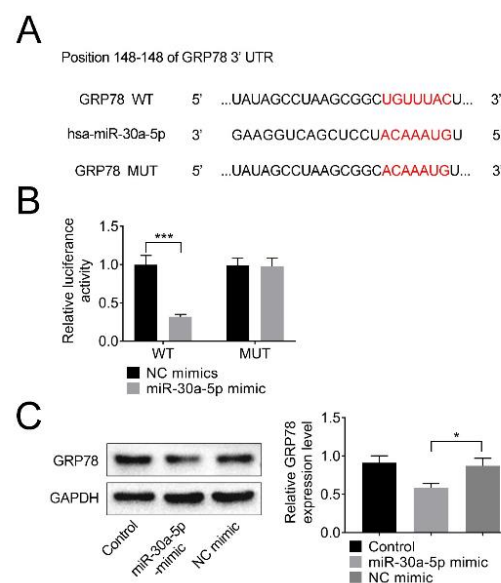 A
Position 148-148 of GRP78 3' UTR
GRP78 WT 5' ...UAUAGCCUAAGCGGCUGUUUACU... 3'
hsa-miR-30a-5p 3' GAAGGUCAGCUCCUACAAAUGU 5
GRP78 MUT 5' ...UAUAGCCUAAGCGGCACAAAUGU... 3'
B
Relative luciferance
activity
1.5
1.0
0.5
0.0
***
WT MUT
NC mimics
miR-30a-5p mimic
C
GRP78
GAPDH
Control
miR-30a-5p
-mimic
NC mimic
Relative GRP78
expression level
1.5
1.0
0.5
0.0
*
Control
miR-30a-5p mimic
NC mimic